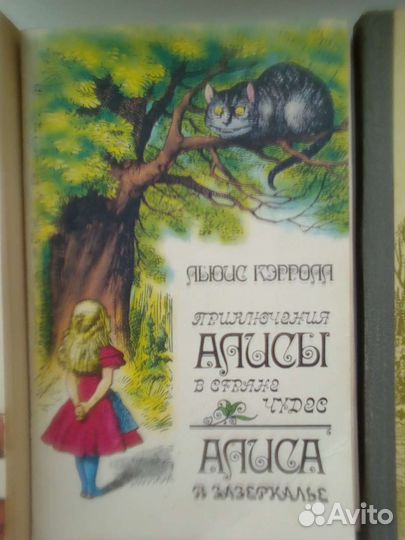 ЛЬЮИС КЭРРОЛЛ
ПРИКЛЮЧЕНИЯ
АЛИСЫ
В СТРАНЕ
ЧУДЕС
АЛИСА
В ЗАЗЕРКАЛЬЕ
Avito